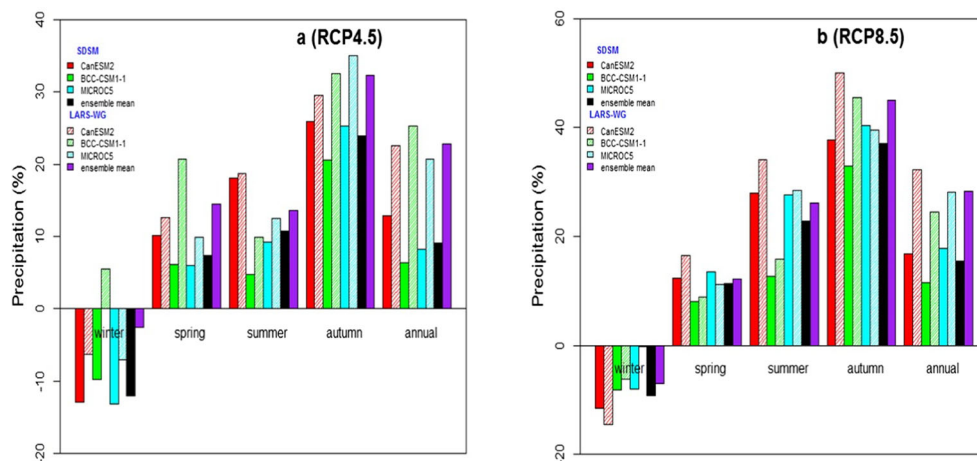 a (RCP4.5)
SDSM
CanESM2
BCC-CSM1-1
MICROC5
ensemble mean
LARS-WG
CanESM2
BCC-CSM1-1
MICROC5
ensemble mean
Precipitation (%)
40
30
20
10
0
-10
-20
winter spring summer autumn annual
b (RCP8.5)
SDSM
CanESM2
BCC-CSM1-1
MICROC5
ensemble mean
LARS-WG
CanESM2
BCC-CSM1-1
MICROC5
ensemble mean
Precipitation (%)
60
40
20
0
-20
winter spring summer autumn annual